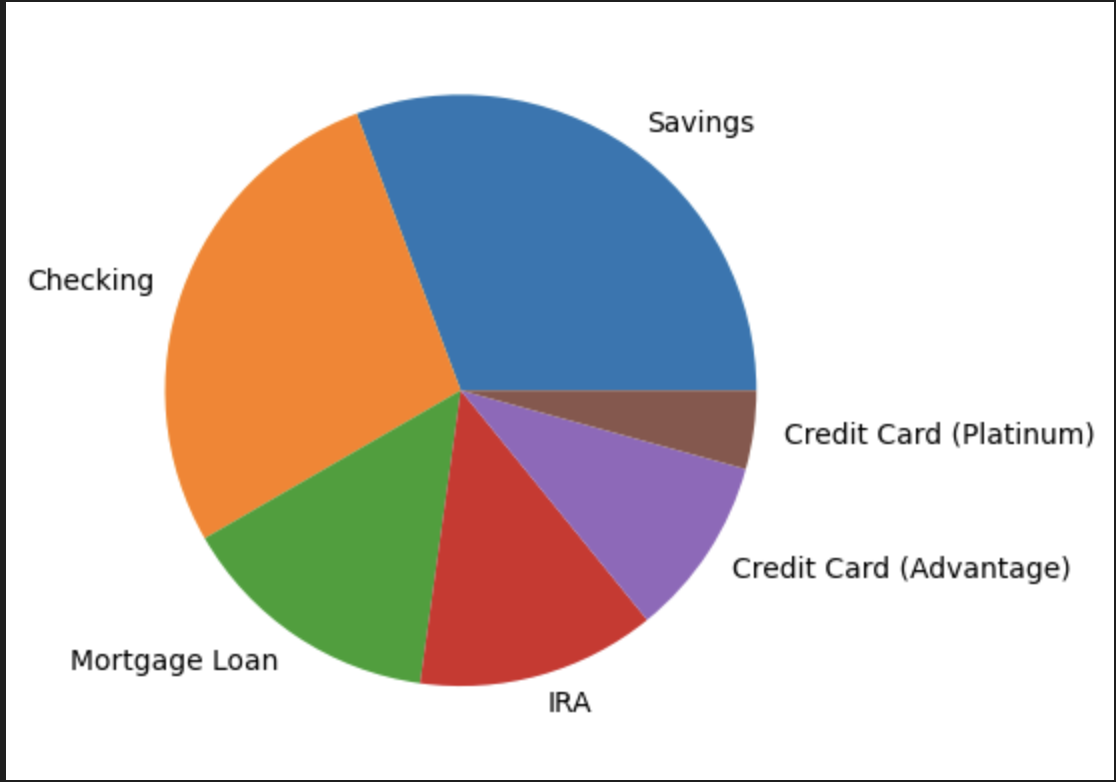 Savings
Checking
Credit Card (Platinum)
Credit Card (Advantage)
Mortgage Loan
IRA